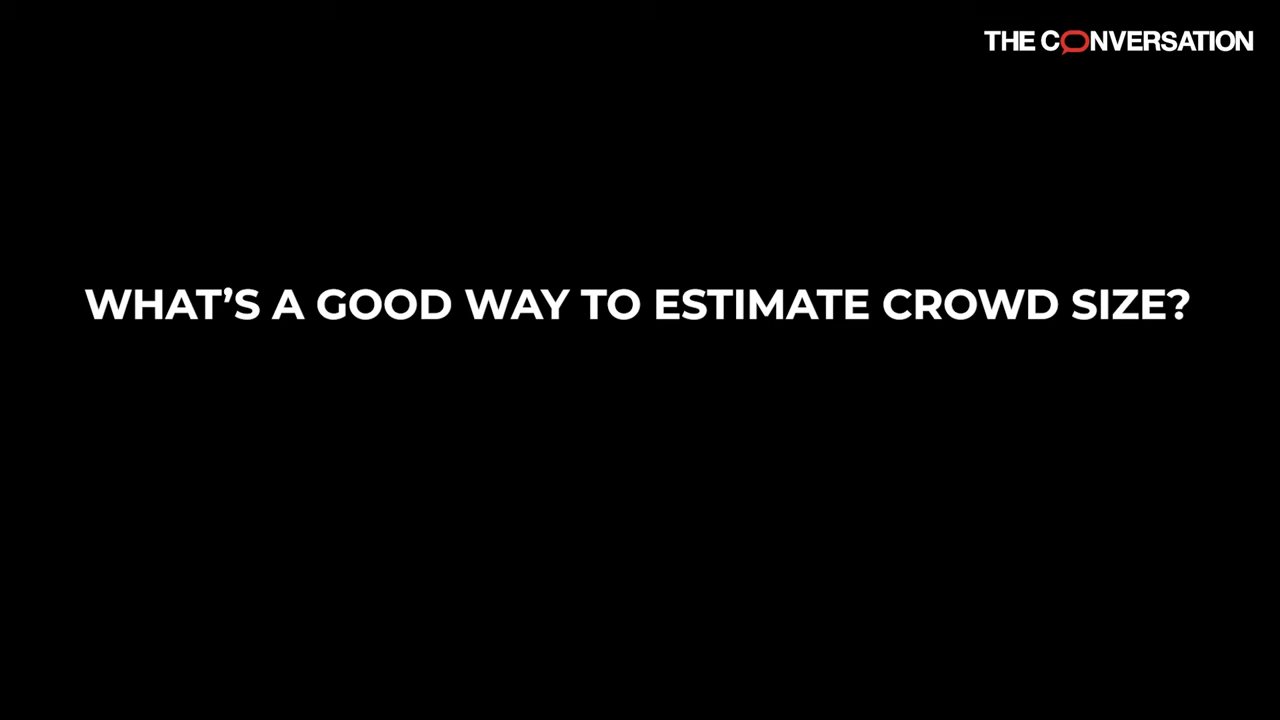 THE CONVERSATION
WHAT’S A GOOD WAY TO ESTIMATE CROWD SIZE?